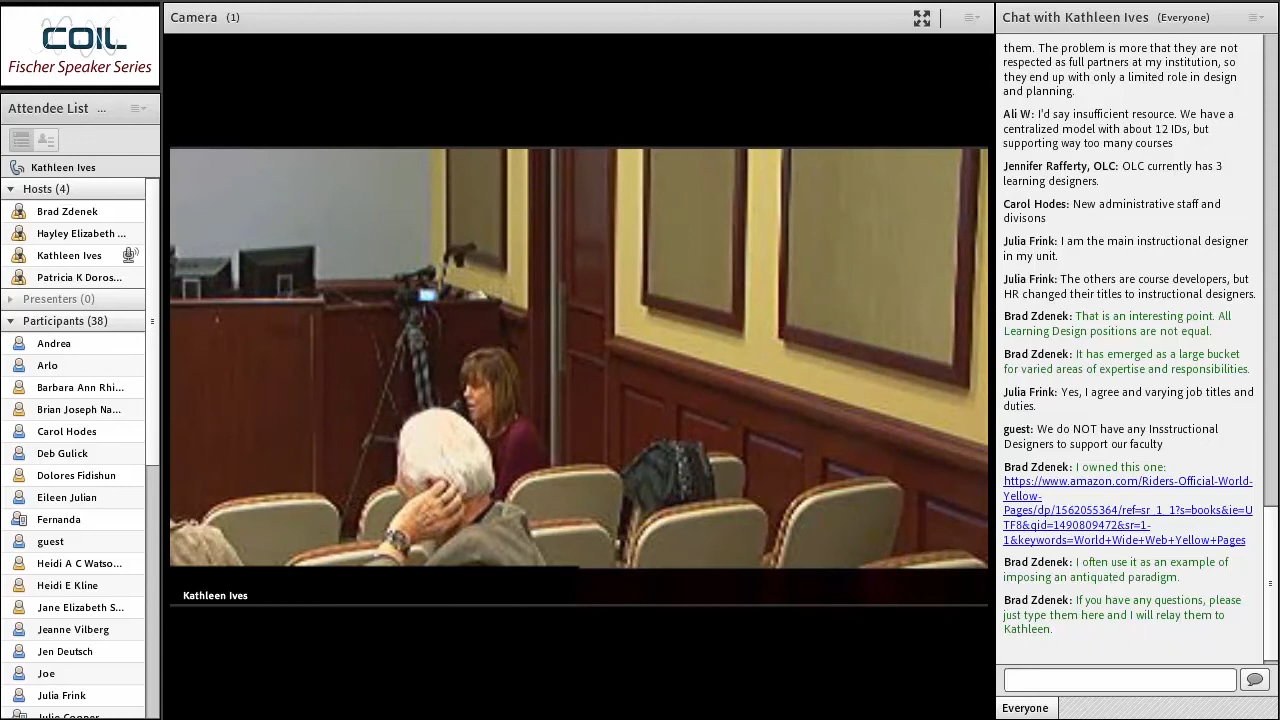 COIL
Fischer Speaker Series
Attendee List ...
Kathleen Ives
Hosts (4)
Brad Zdenek
Hayley Elizabeth ...
Kathleen Ives
Patricia K Doros...
Presenters (0)
Participants (38)
Andrea
Arlo
Barbara Ann Rhi...
Brian Joseph Na...
Carol Hodes
Deb Gulick
Dolores Fidishun
Eileen Julian
Fernanda
guest
Heidi A C Watso...
Heidi E Kline
Jane Elizabeth S...
Jeanne Vilberg
Jen Deutsch
Joe
Julia Frink
Julie Cooper
Camera (1)
Kathleen Ives
Chat with Kathleen Ives (Everyone)
them. The problem is more that they are not
respected as full partners at my institution, so
they end up with only a limited role in design
and planning.
Ali W: I'd say insufficient resource. We have a
centralized model with about 12 IDs, but
supporting way too many courses
Jennifer Rafferty, OLC: OLC currently has 3
learning designers.
Carol Hodes: New administrative staff and
divisons
Julia Frink: I am the main instructional designer
in my unit.
Julia Frink: The others are course developers, but
HR changed their titles to instructional designers.
Brad Zdenek: That is an interesting point. All
Learning Design positions are not equal.
Brad Zdenek: It has emerged as a large bucket
for varied areas of expertise and responsibilities.
Julia Frink: Yes, I agree and varying job titles and
duties.
guest: We do NOT have any Insstructional
Designers to support our faculty
Brad Zdenek: I owned this one:
https://www.amazon.com/Riders-Official-World-
Yellow-
Pages/dp/1562055364/ref=sr_1_1?s=books&ie=U
TF8&qid=1490809472&sr=1-
1&keywords=World+Wide+Web+Yellow+Pages
Brad Zdenek: I often use it as an example of
imposing an antiquated paradigm.
Brad Zdenek: If you have any questions, please
just type them here and I will relay them to
Kathleen.
Everyone